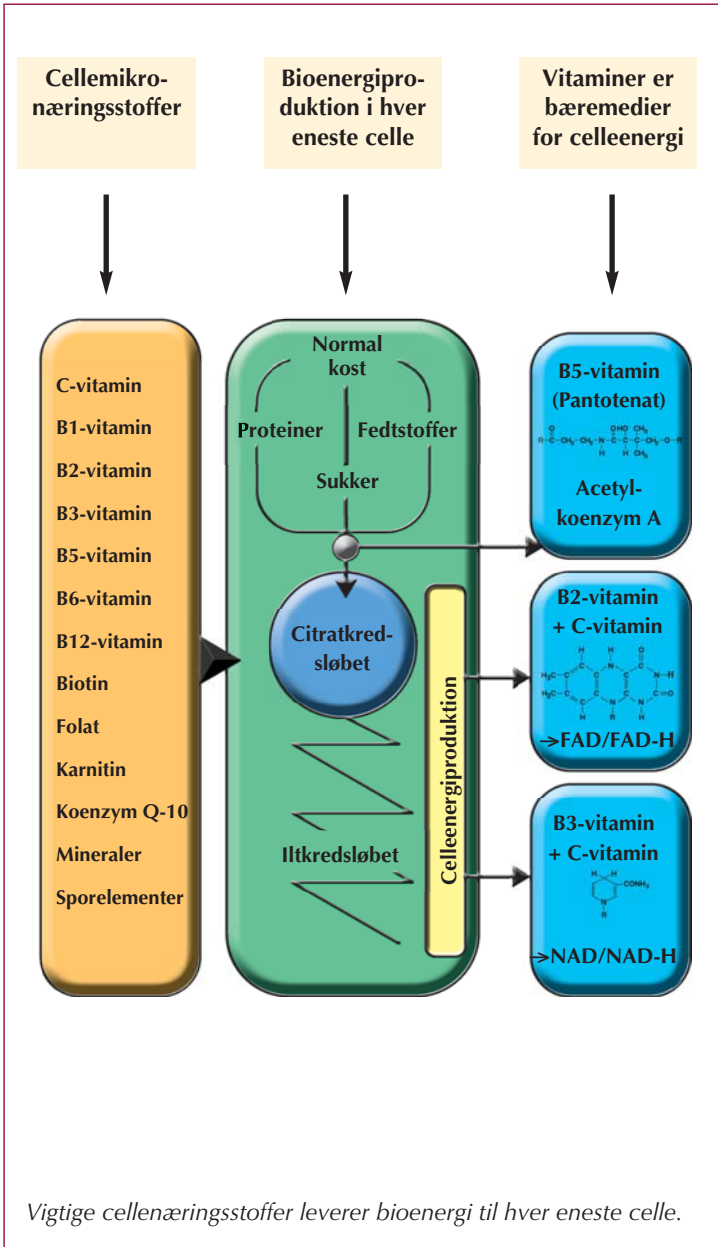 Cellemikro-
næringsstoffer
Bioenergipro-
duktion i hver
eneste celle
Vitaminer er
bæremedier
for celleenergi
C-vitamin
B1-vitamin
B2-vitamin
B3-vitamin
B5-vitamin
B6-vitamin
B12-vitamin
Biotin
Folat
Karnitin
Koenzym Q-10
Mineraler
Sporelementer
Normal
kost
Proteiner
Fedtstoffer
Sukker
Citratkred-
sløbet
Iltkredsløbet
Celleenergiproduktion
B5-vitamin
(Pantotenat)
Acetyl-
koenzym A
B2-vitamin
+ C-vitamin
→FAD/FAD-H
B3-vitamin
+ C-vitamin
→NAD/NAD-H
Vigtige cellenæringsstoffer leverer bioenergi til hver eneste celle.